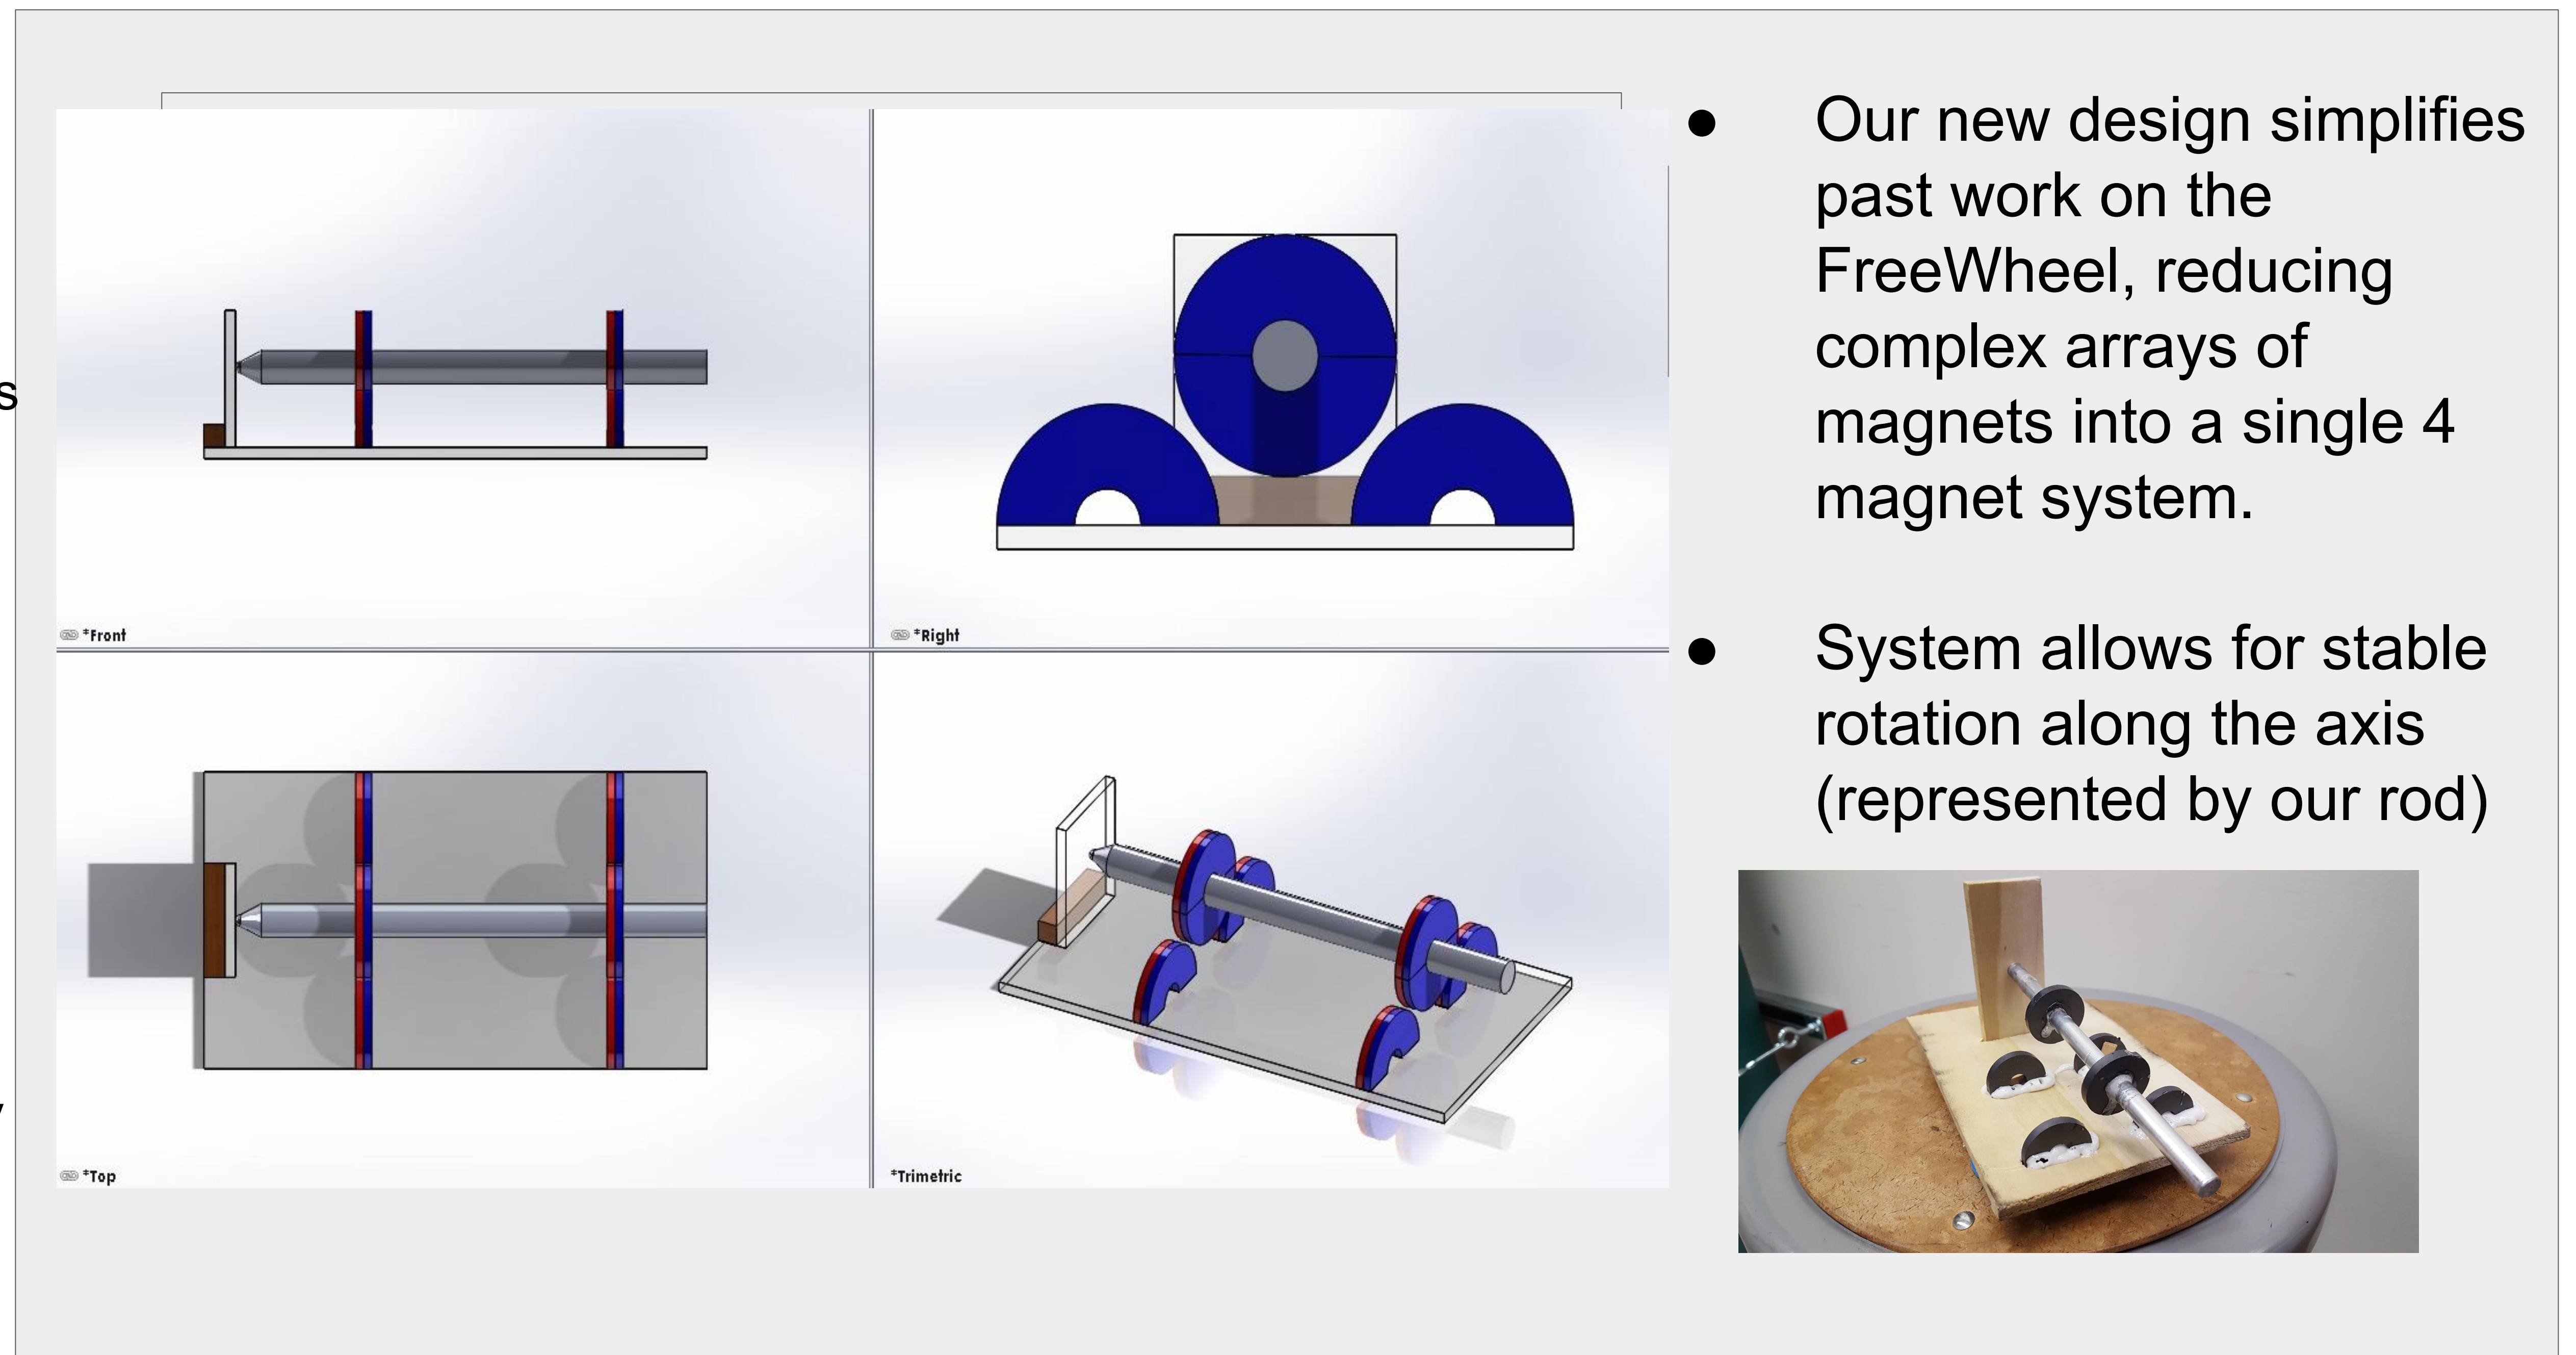 *Front
*Right
*Top
*Trimetric
● Our new design simplifies
past work on the
FreeWheel, reducing
complex arrays of
magnets into a single 4
magnet system.
● System allows for stable
rotation along the axis
(represented by our rod)
s